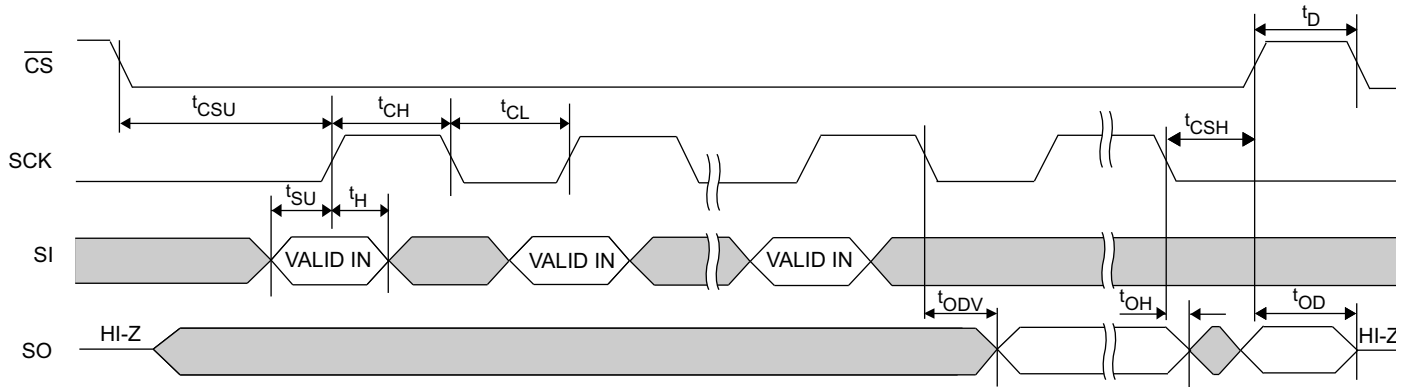 tD
CS
tCSU
tCH
tCL
tCSH
SCK
tSU
tH
SI
VALID IN
VALID IN
VALID IN
tODV
tOH
tOD
HI-Z
HI-Z
SO